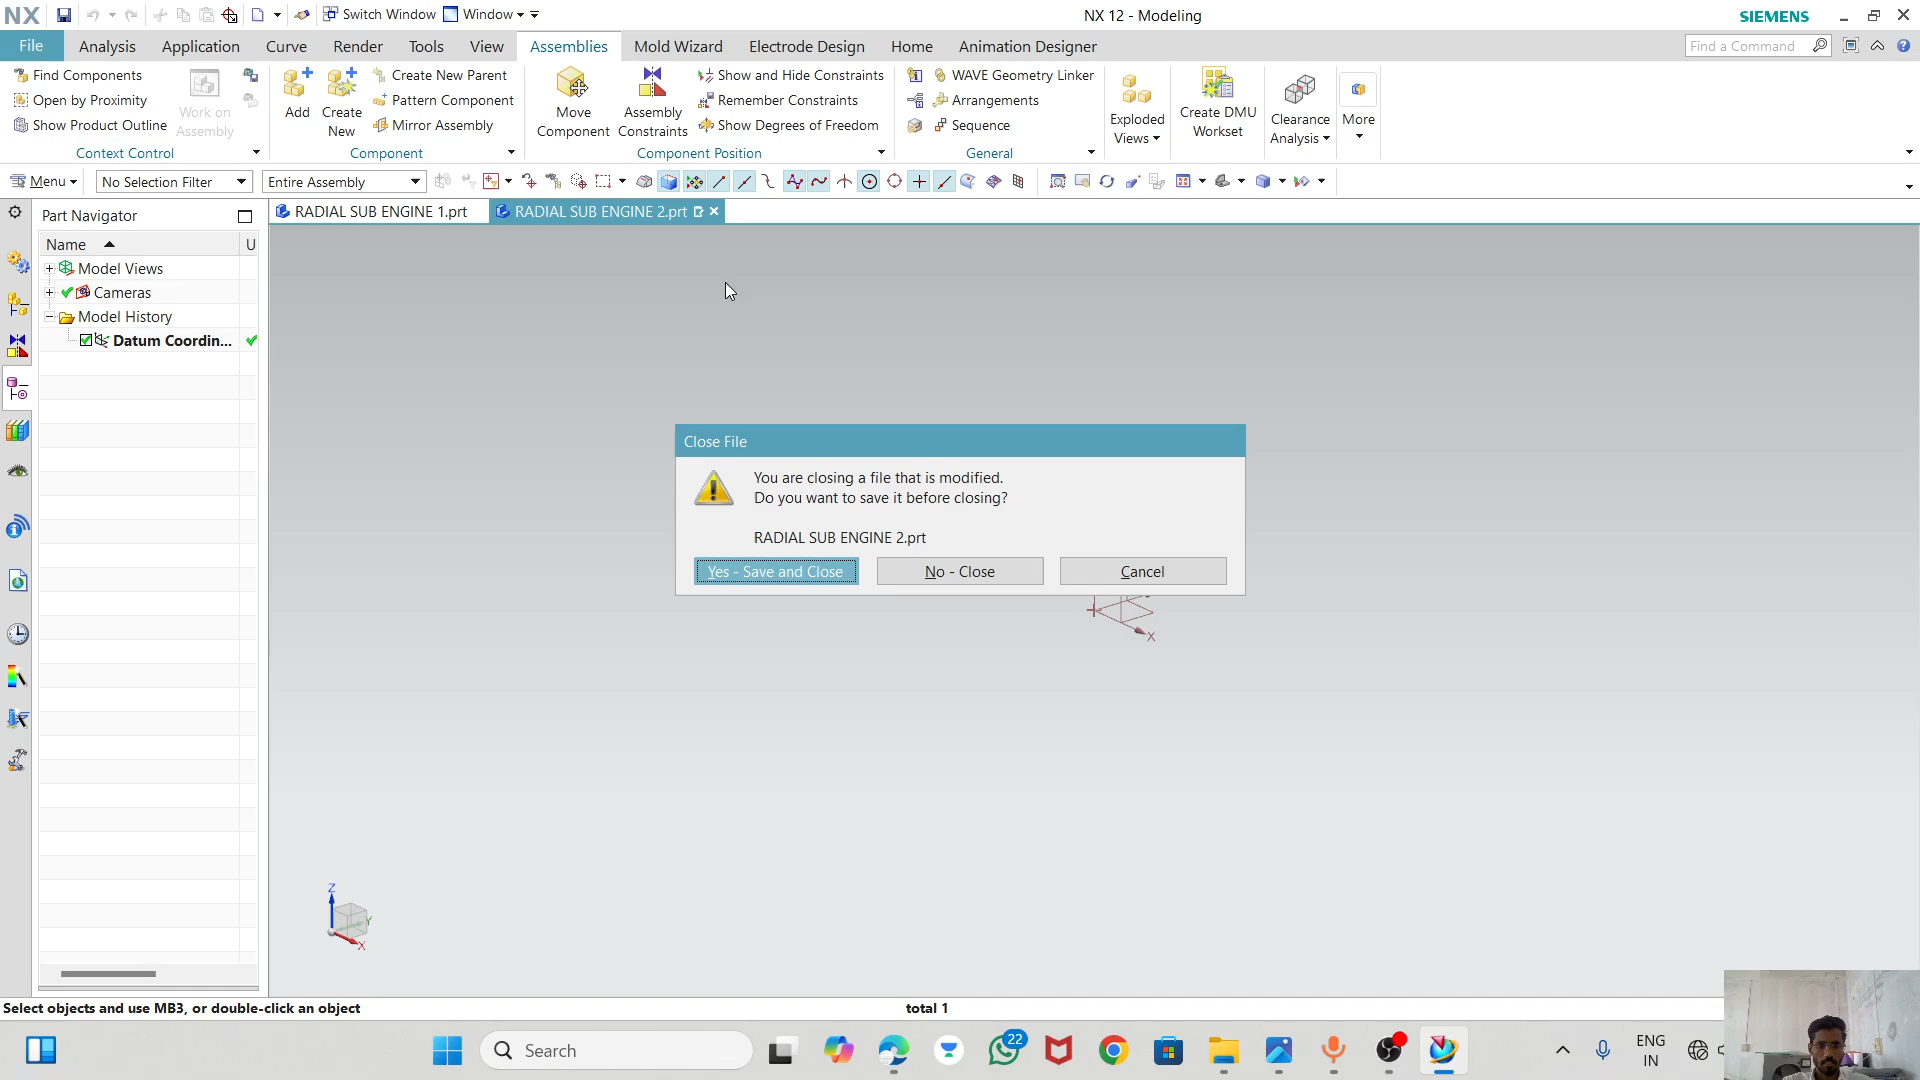 NX
Switch Window
Window
NX 12 - Modeling
SIEMENS
File
Analysis
Application
Curve
Render
Tools
View
Assemblies
Mold Wizard
Electrode Design
Home
Animation Designer
Find a Command
Find Components
Open by Proximity
Show Product Outline
Work on
Assembly
Context Control
Add
Create
New
Create New Parent
Pattern Component
Mirror Assembly
Component
Move
Component
Assembly
Constraints
Show and Hide Constraints
Remember Constraints
Show Degrees of Freedom
Component Position
WAVE Geometry Linker
Arrangements
Sequence
General
Exploded
Views
Create DMU
Workset
Clearance
Analysis
More
Menu
No Selection Filter
Entire Assembly
Part Navigator
RADIAL SUB ENGINE 1.prt
RADIAL SUB ENGINE 2.prt
Name
U
Model Views
Cameras
Model History
Datum Coordin...
Close File
You are closing a file that is modified.
Do you want to save it before closing?
RADIAL SUB ENGINE 2.prt
Yes - Save and Close
No - Close
Cancel
X
Z
Y
X
Select objects and use MB3, or double-click an object
total 1
Search
22
ENG
IN